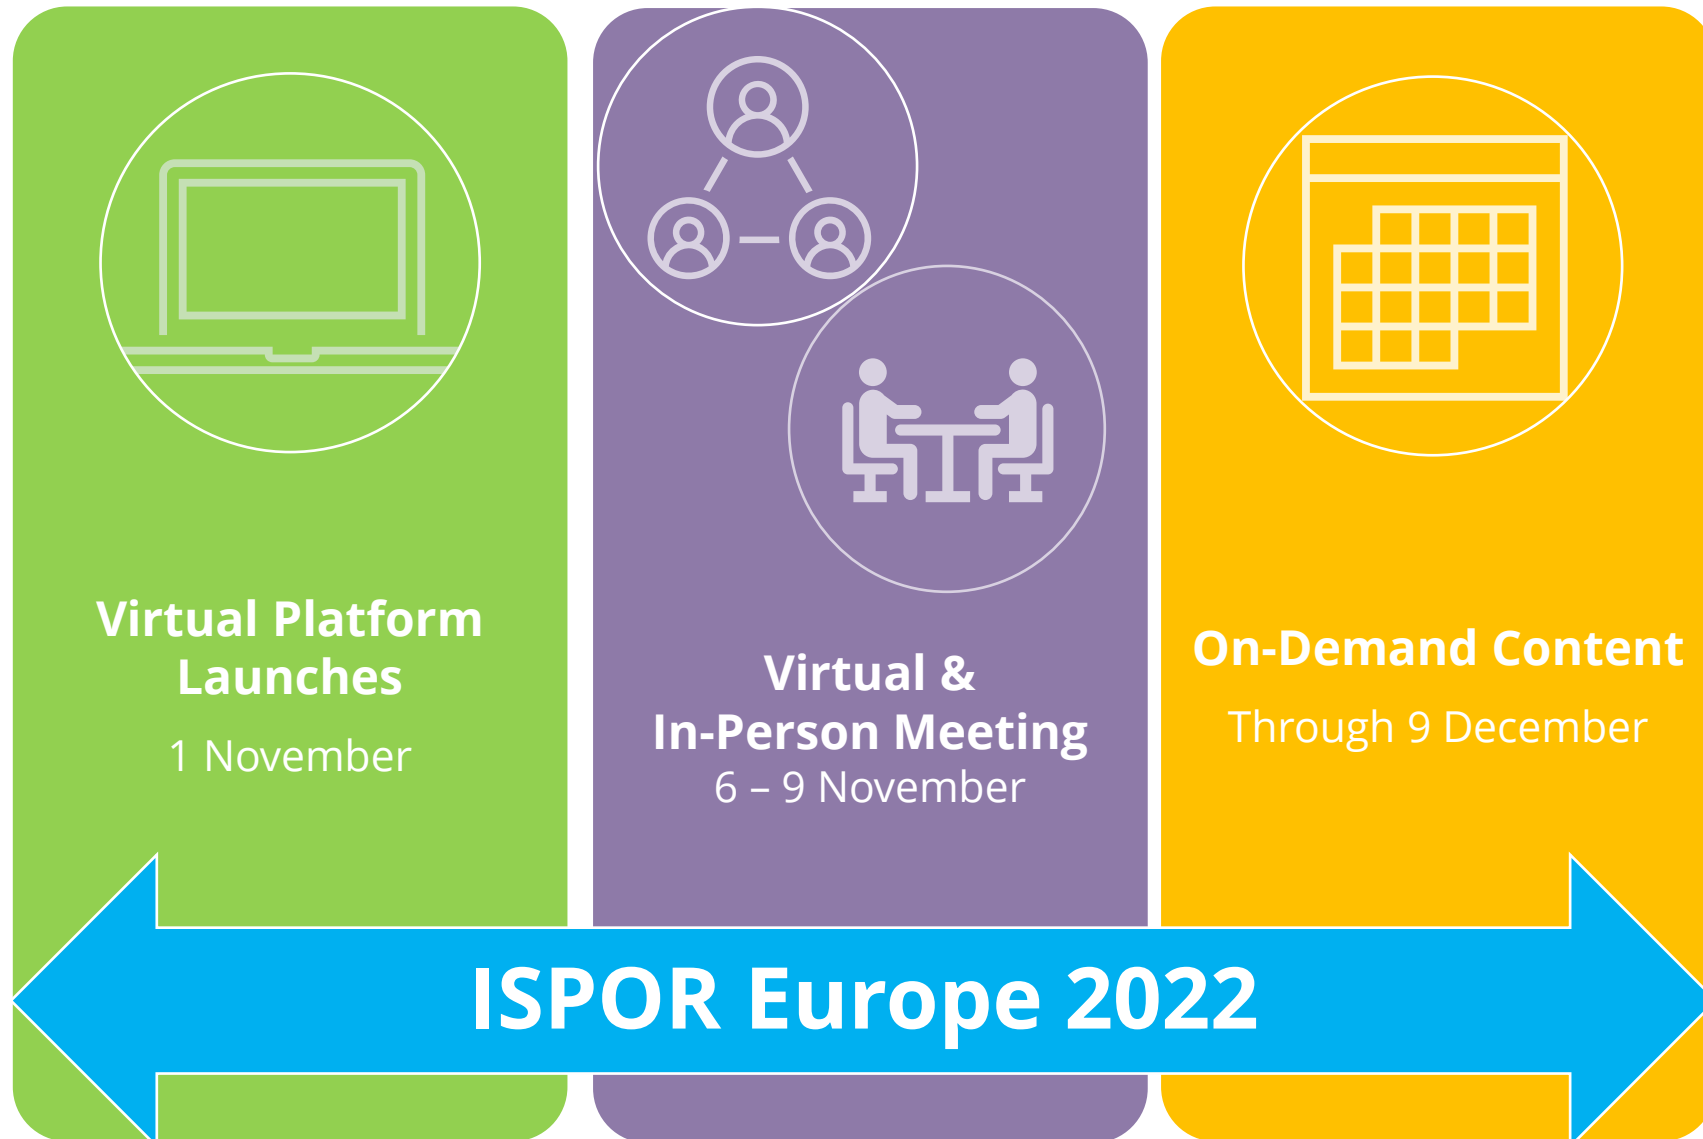 Virtual Platform
Launches
1 November
Virtual &
In-Person Meeting
6 – 9 November
On-Demand Content
Through 9 December
ISPOR Europe 2022